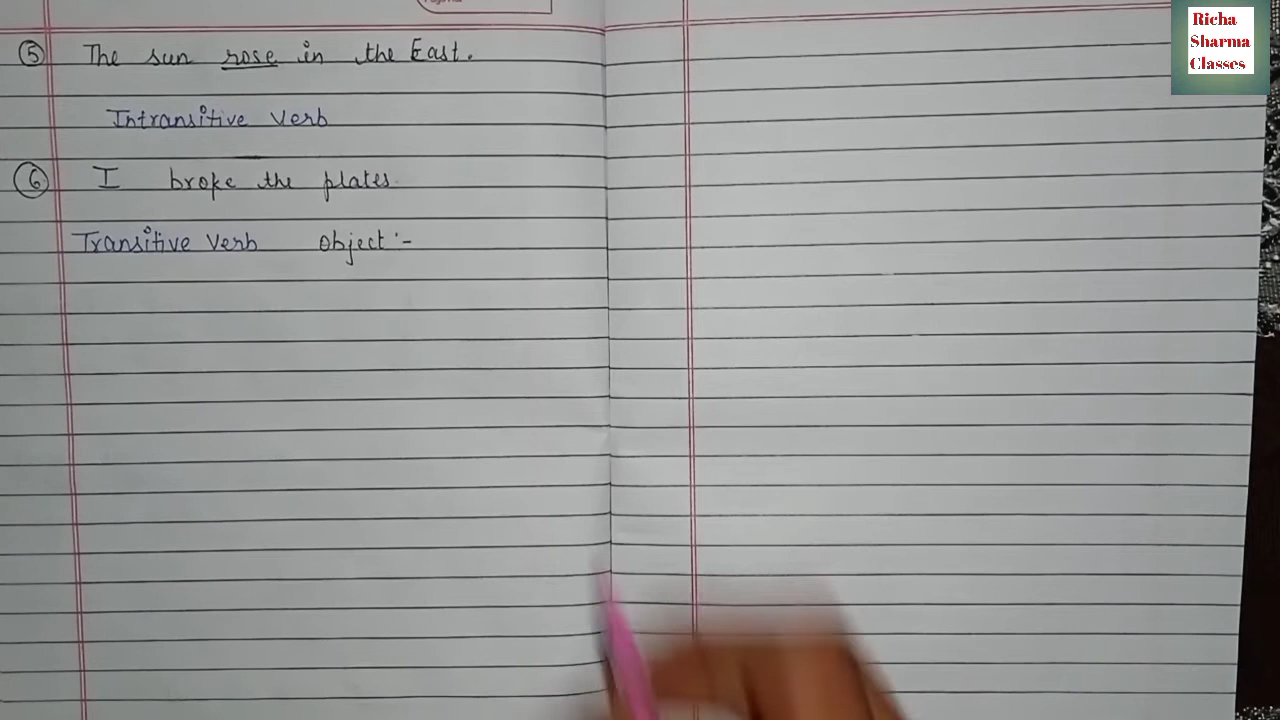 Richa
Sharma
Classes
5 The sun rose in the East.
Intransitive Verb
6 I broke the plates.
Transitive Verb object :-